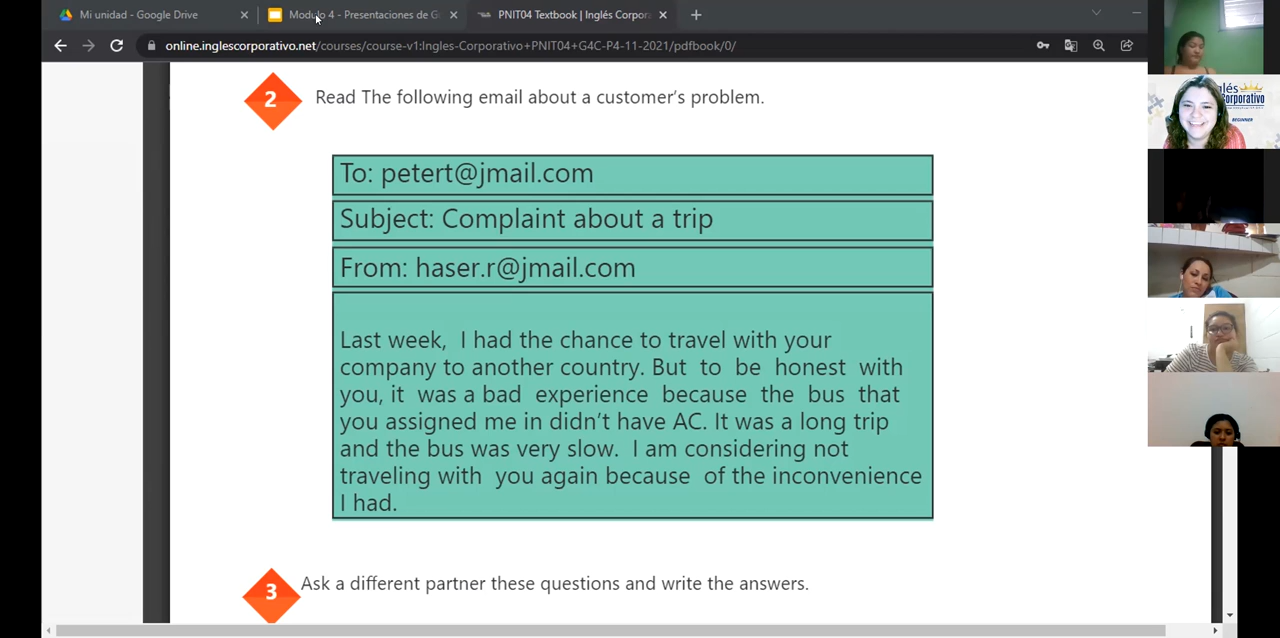 Mi unidad - Google Drive
Modulo 4 - Presentaciones de G
PNIT04 Textbook | Inglés Corpora
online.inglescorporativo.net/courses/course-v1:Ingles-Corporativo+PNIT04+G4C-P4-11-2021/pdfbook/0/
2
Read The following email about a customer's problem.
To: petert@jmail.com
Subject: Complaint about a trip
From: haser.r@jmail.com
Last week, I had the chance to travel with your
company to another country. But to be honest with
you, it was a bad experience because the bus that
you assigned me in didn't have AC. It was a long trip
and the bus was very slow. I am considering not
traveling with you again because of the inconvenience
I had.
3
Ask a different partner these questions and write the answers.
glés
orporativo
BEGINNER